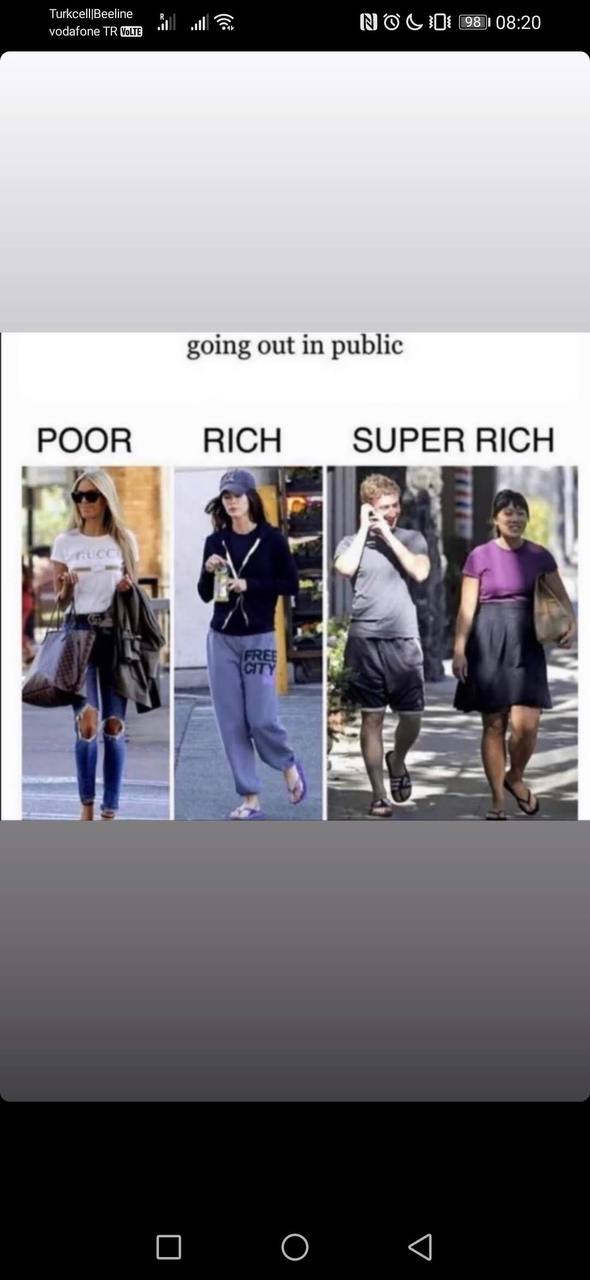 Turkcell|Beeline
vodafone TR VoLTE
R
98 08:20
going out in public
POOR RICH SUPER RICH
GUCCI
FREE
CITY